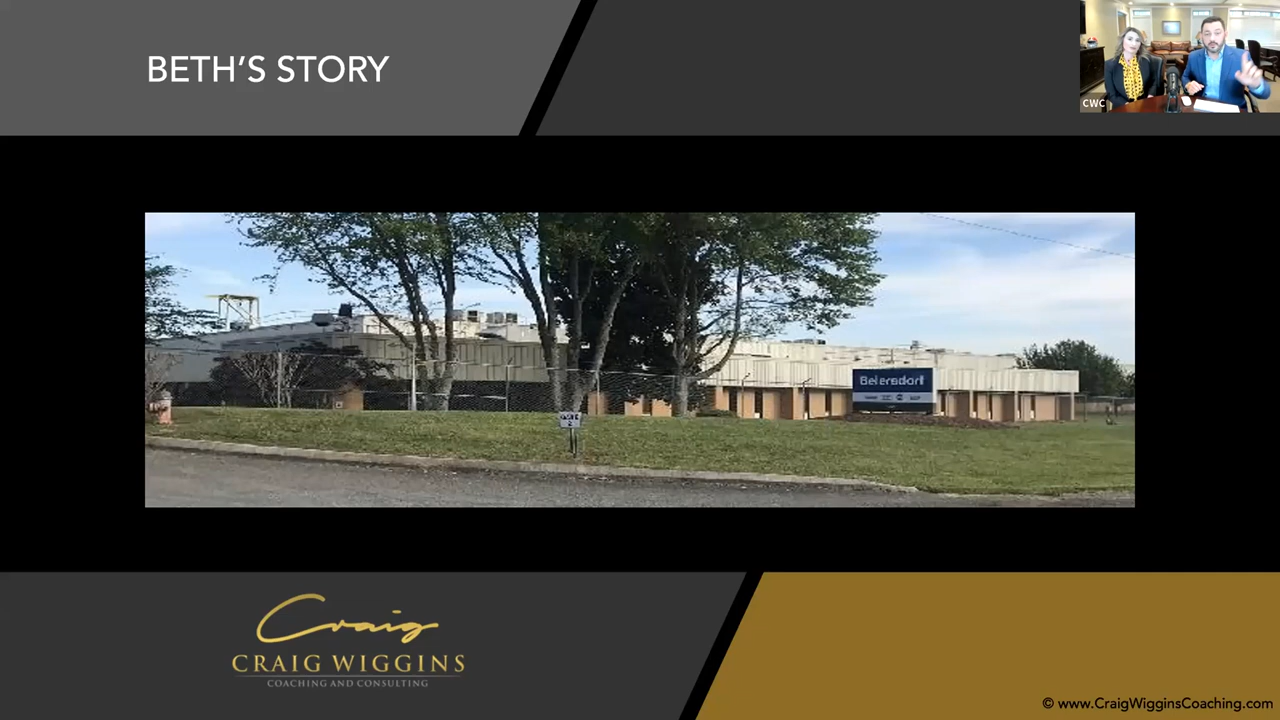 BETH'S STORY
CWC
Beiersdorf
Craig
CRAIG WIGGINS
COACHING AND CONSULTING
© www.CraigWigginsCoaching.com